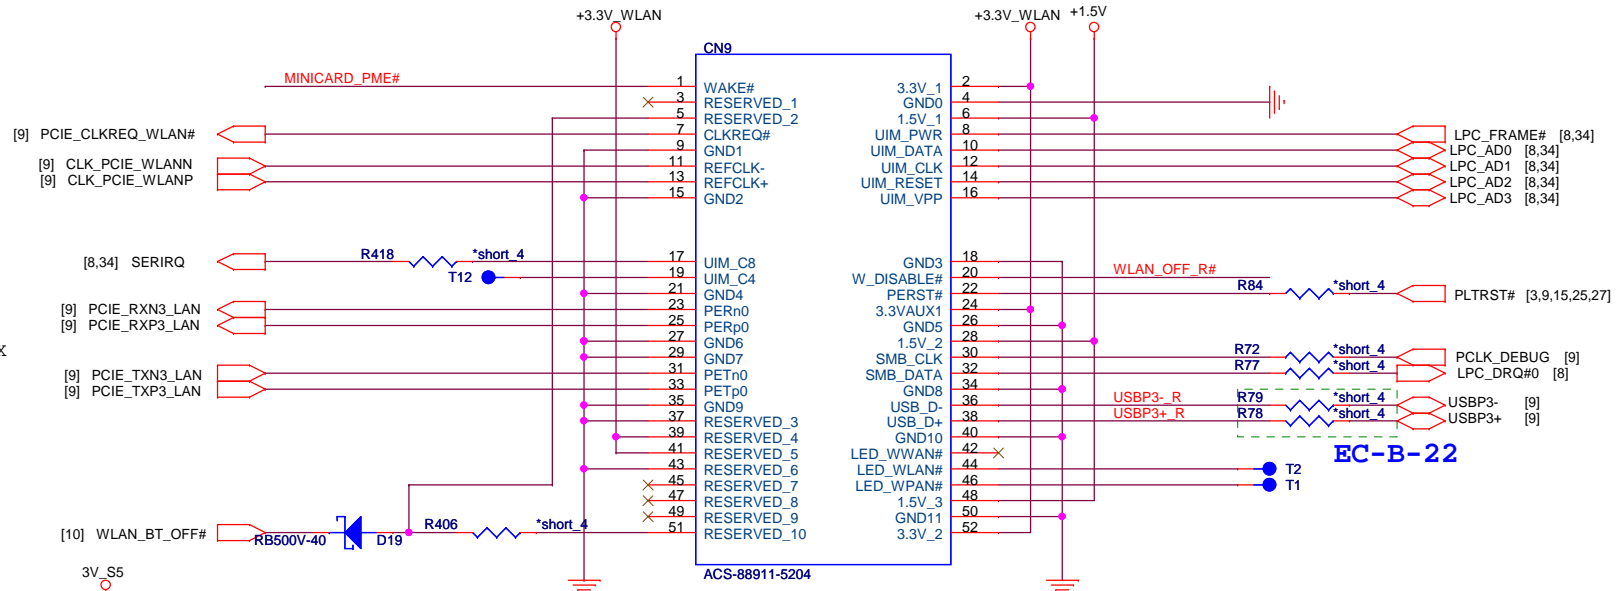 +3.3V_WLAN +3.3V_WLAN +1.5V
CN9
MINICARD_PME# 1 WAKE# 3.3V_1 2
3 RESERVED_1 GND0 4
5 RESERVED_2 1.5V_1 6
[9] PCIE_CLKREQ_WLAN# 7 CLKREQ# UIM_PWR 8 LPC_FRAME# [8,34]
9 GND1 UIM_DATA 10 LPC_AD0 [8,34]
[9] CLK_PCIE_WLANN 11 REFCLK- UIM_CLK 12 LPC_AD1 [8,34]
[9] CLK_PCIE_WLANP 13 REFCLK+ UIM_RESET 14 LPC_AD2 [8,34]
15 GND2 UIM_VPP 16 LPC_AD3 [8,34]
[8,34] SERIRQ R418 *short_4 17 UIM_C8 GND3 18
T12 19 UIM_C4 W_DISABLE# 20 WLAN_OFF_R#
21 GND4 PERST# 22 R84 *short_4 PLTRST# [3,9,15,25,27]
[9] PCIE_RXN3_LAN 23 PERn0 3.3VAUX1 24
[9] PCIE_RXP3_LAN 25 PERp0 GND5 26
27 GND6 1.5V_2 28
X 29 GND7 SMB_CLK 30 R72 *short_4 PCLK_DEBUG [9]
[9] PCIE_TXN3_LAN 31 PETn0 SMB_DATA 32 R77 *short_4 LPC_DRQ#0 [8]
[9] PCIE_TXP3_LAN 33 PETp0 GND8 34
35 GND9 USB_D- 36 USBP3-_R R79 *short_4 USBP3- [9]
37 RESERVED_3 USB_D+ 38 USBP3+_R R78 *short_4 USBP3+ [9]
39 RESERVED_4 GND10 40
41 RESERVED_5 LED_WWAN# 42 EC-B-22
43 RESERVED_6 LED_WLAN# 44 T2
45 RESERVED_7 LED_WPAN# 46 T1
47 RESERVED_8 1.5V_3 48
49 RESERVED_9 GND11 50
[10] WLAN_BT_OFF# RB500V-40 D19 R406 *short_4 51 RESERVED_10 3.3V_2 52
3V_S5 ACS-88911-5204